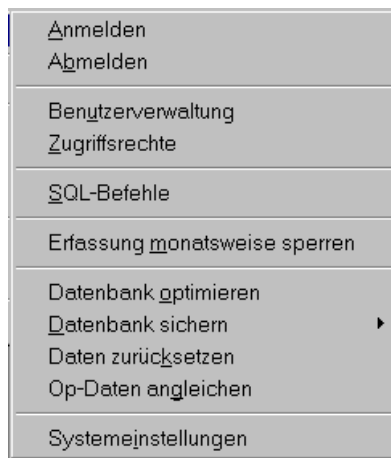 Anmelden
Abmelden
Benutzerverwaltung
Zugriffsrechte
SQL-Befehle
Erfassung monatsweise sperren
Datenbank optimieren
Datenbank sichern
Daten zurücksetzen
Op-Daten angleichen
Systemeinstellungen